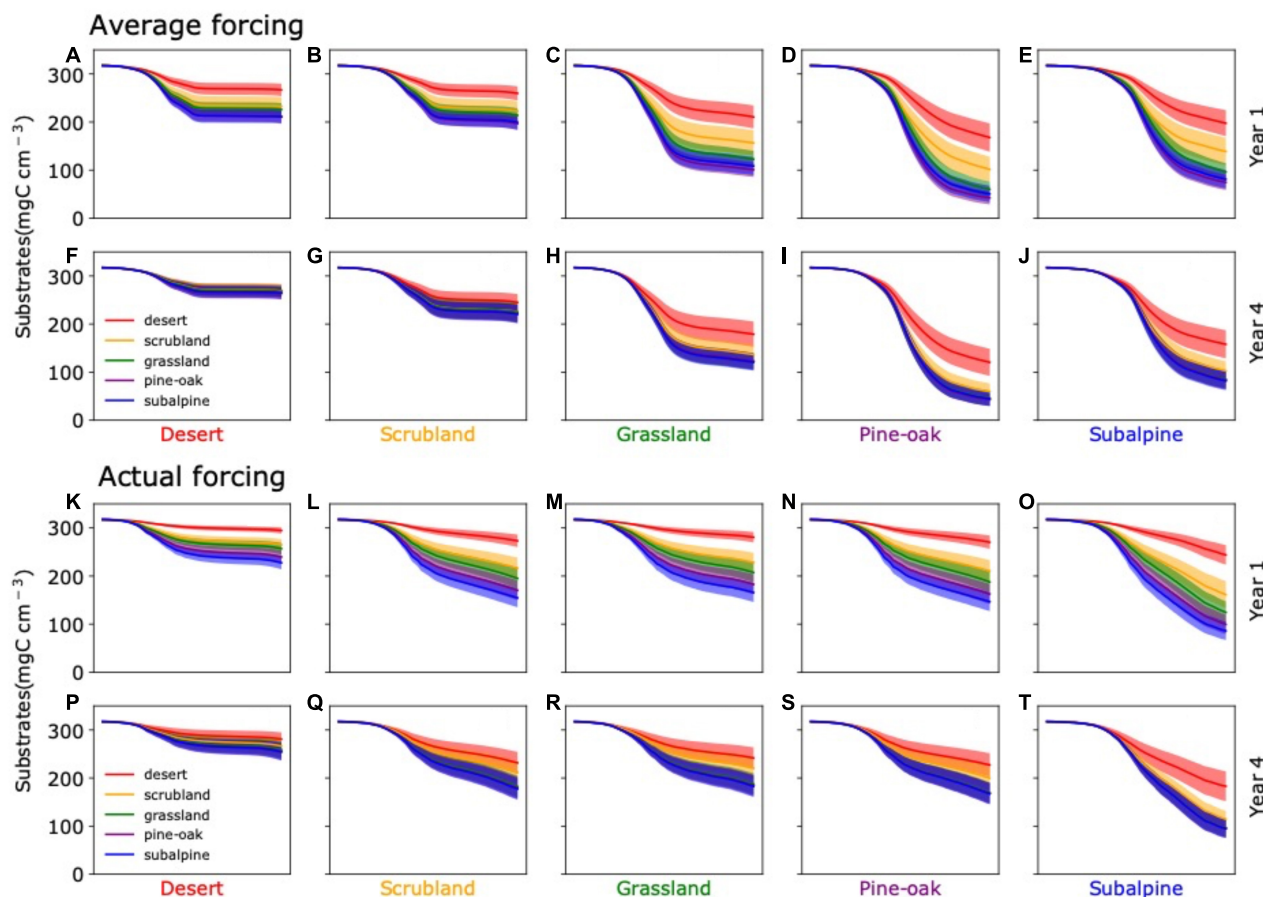 Average forcing
A B C D E
300
200
100
0
Year 1
F G H I J
300
200
100
0
desert
scrubland
grassland
pine-oak
subalpine
Year 4
Substrates(mgC cm⁻³)
Desert Scrubland Grassland Pine-oak Subalpine
Actual forcing
K L M N O
300
200
100
0
Year 1
P Q R S T
300
200
100
0
desert
scrubland
grassland
pine-oak
subalpine
Year 4
Substrates(mgC cm⁻³)
Desert Scrubland Grassland Pine-oak Subalpine